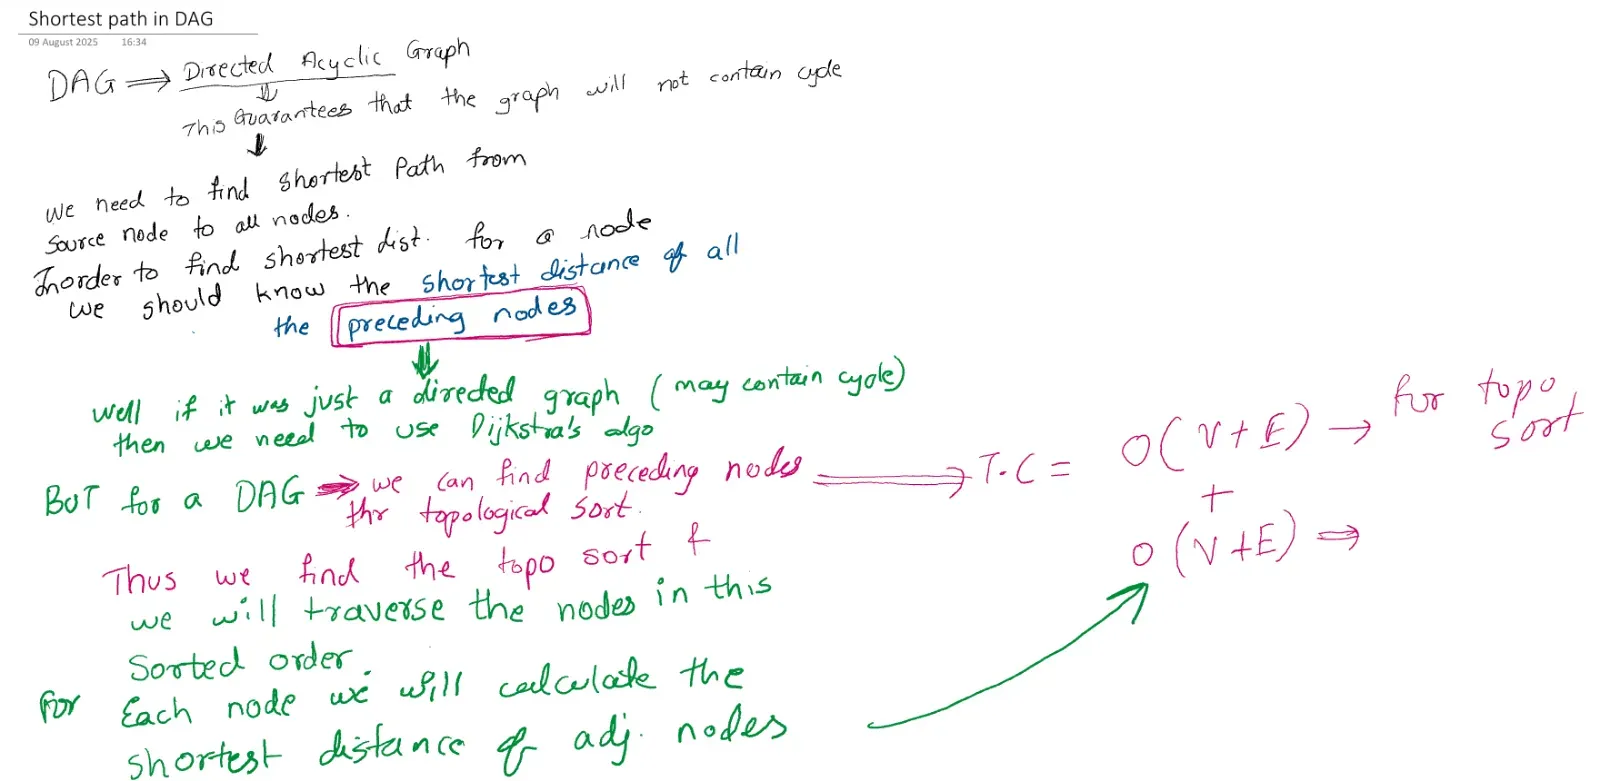 Shortest path in DAG
09 August 2025 16:34
DAG ⟹ Directed Acyclic Graph
This Guarantees that the graph will not contain cycle
We need to find shortest Path from
Source node to all nodes.
Inorder to find shortest dist. for a node
we should know the shortest distance of all
the preceding nodes
Well if it was just a directed graph (may contain cycle)
then we need to use Dijkstra's algo
BUT for a DAG → we can find preceding nodes
thr topological sort.
Thus we find the topo sort &
we will traverse the nodes in this
Sorted order.
For Each node we will calculate the
shortest distance of adj. nodes
T.C = O(V+E) → for topo
sort
+
O(V+E) ⇒